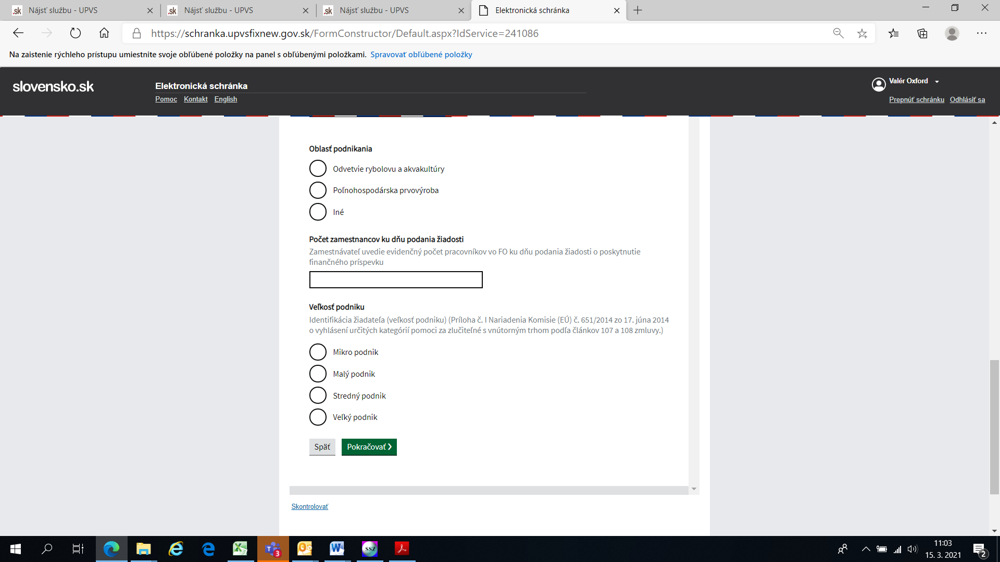 Nájsť službu - UPVS
Nájsť službu - UPVS
Nájsť službu - UPVS
Elektronická schránka
https://schranka.upvsfixnew.gov.sk/FormConstructor/Default.aspx?IdService=241086
Na zaistenie rýchleho prístupu umiestnite svoje obľúbené položky na panel s obľúbenými položkami. Spravovať obľúbené položky
slovensko.sk
Elektronická schránka
Pomoc Kontakt English
Valér Oxford
Prepnúť schránku Odhlásiť sa
Oblasť podnikania
Odvetvie rybolovu a akvakultúry
Poľnohospodárska prvovýroba
Iné
Počet zamestnancov ku dňu podania žiadosti
Zamestnávateľ uvedie evidenčný počet pracovníkov vo FO ku dňu podania žiadosti o poskytnutie
finančného príspevku
Veľkosť podniku
Identifikácia žiadateľa (veľkosť podniku) (Príloha č. I Nariadenia Komisie (EÚ) č. 651/2014 zo 17. júna 2014
o vyhlásení určitých kategórií pomoci za zlučiteľné s vnútorným trhom podľa článkov 107 a 108 zmluvy.)
Mikro podnik
Malý podnik
Stredný podnik
Veľký podnik
Späť
Pokračovať
Skontrolovať
SSZ
3
11:03
15. 3. 2021
2